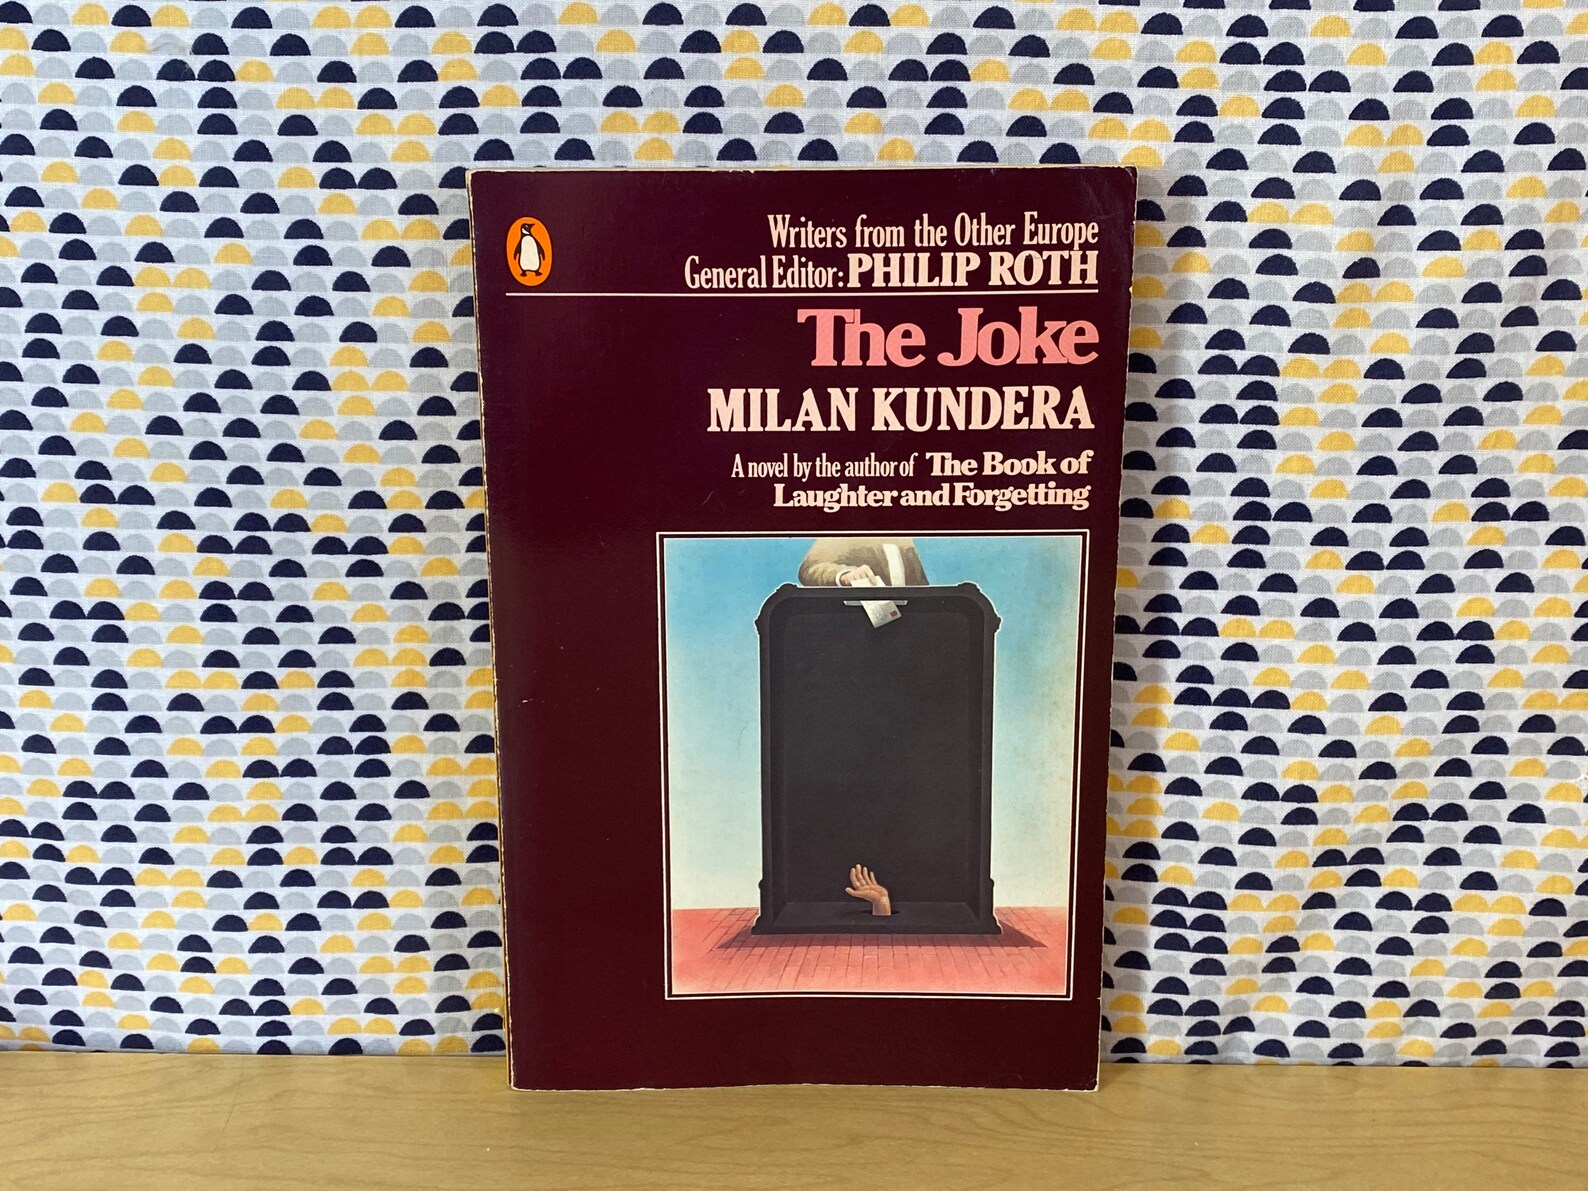 Writers from the Other Europe
General Editor: PHILIP ROTH
The Joke
MILAN KUNDERA
A novel by the author of The Book of
Laughter and Forgetting